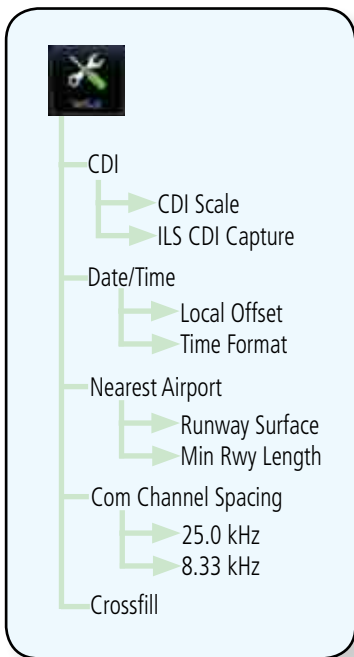 CDI
CDI Scale
ILS CDI Capture
Date/Time
Local Offset
Time Format
Nearest Airport
Runway Surface
Min Rwy Length
Com Channel Spacing
25.0 kHz
8.33 kHz
Crossfill